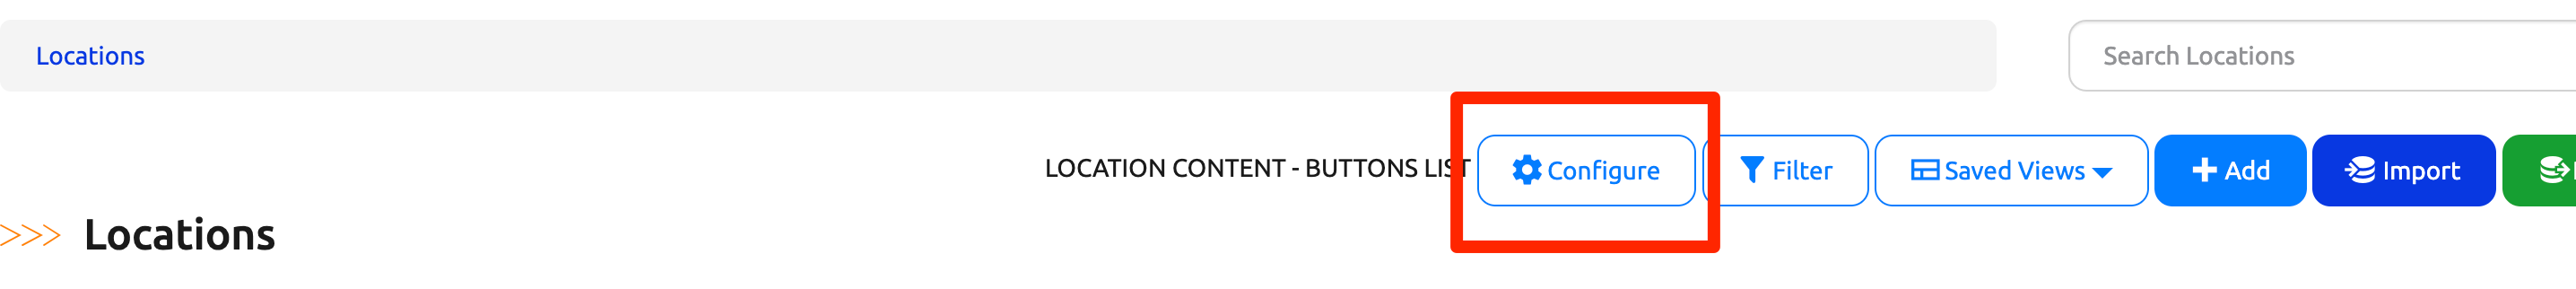 Locations
Search Locations
LOCATION CONTENT - BUTTONS LIST Configure Filter Saved Views Add Import
>>> Locations